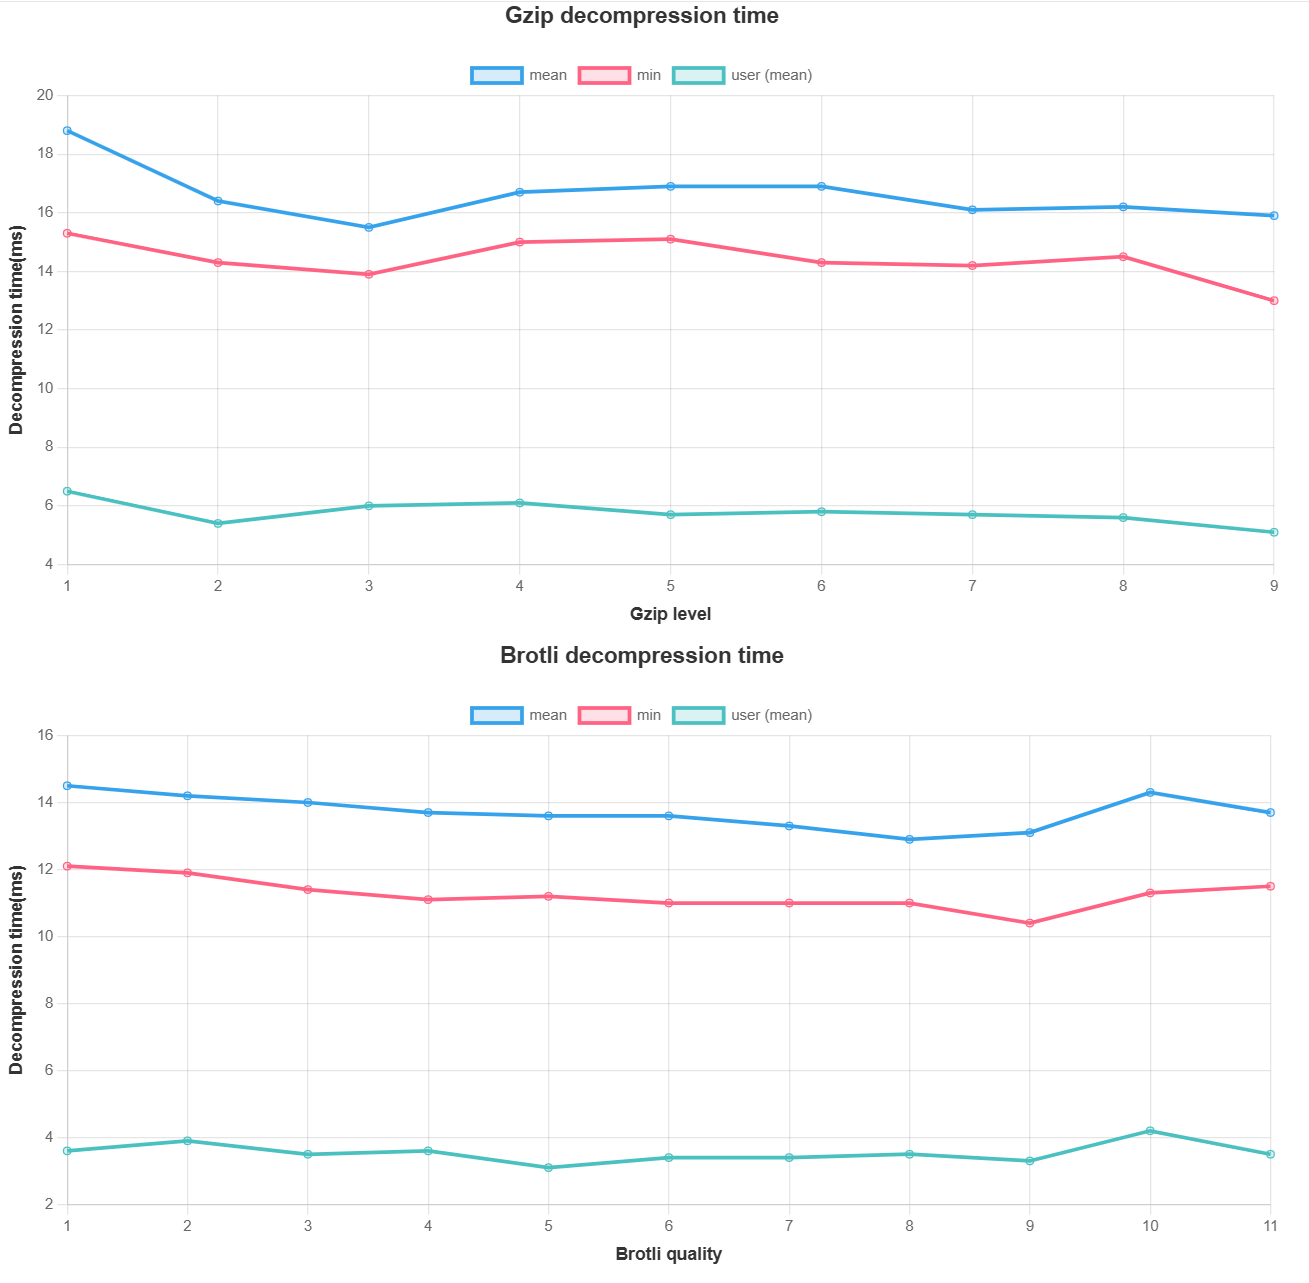 Gzip decompression time
mean min user (mean)
20
18
16
14
12
10
8
6
4
Decompression time(ms)
1 2 3 4 5 6 7 8 9
Gzip level
Brotli decompression time
mean min user (mean)
16
14
12
10
8
6
4
2
Decompression time(ms)
1 2 3 4 5 6 7 8 9 10 11
Brotli quality